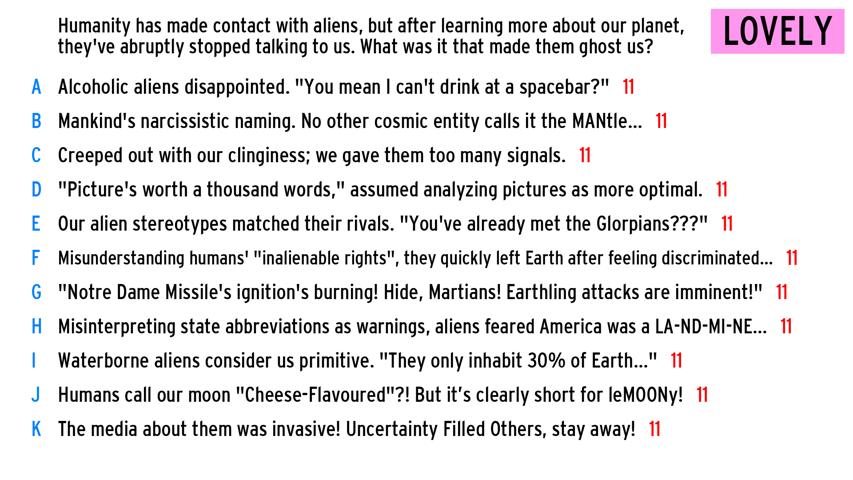 Humanity has made contact with aliens, but after learning more about our planet,
they've abruptly stopped talking to us. What was it that made them ghost us?
LOVELY
A Alcoholic aliens disappointed. "You mean I can't drink at a spacebar?" 11
B Mankind's narcissistic naming. No other cosmic entity calls it the MANtle... 11
C Creeped out with our clinginess; we gave them too many signals. 11
D "Picture's worth a thousand words," assumed analyzing pictures as more optimal. 11
E Our alien stereotypes matched their rivals. "You've already met the Glorpians???" 11
F Misunderstanding humans' "inalienable rights", they quickly left Earth after feeling discriminated... 11
G "Notre Dame Missile's ignition's burning! Hide, Martians! Earthling attacks are imminent!" 11
H Misinterpreting state abbreviations as warnings, aliens feared America was a LA-ND-MI-NE... 11
I Waterborne aliens consider us primitive. "They only inhabit 30% of Earth..." 11
J Humans call our moon "Cheese-Flavoured"?! But it's clearly short for leMOONy! 11
K The media about them was invasive! Uncertainty Filled Others, stay away! 11